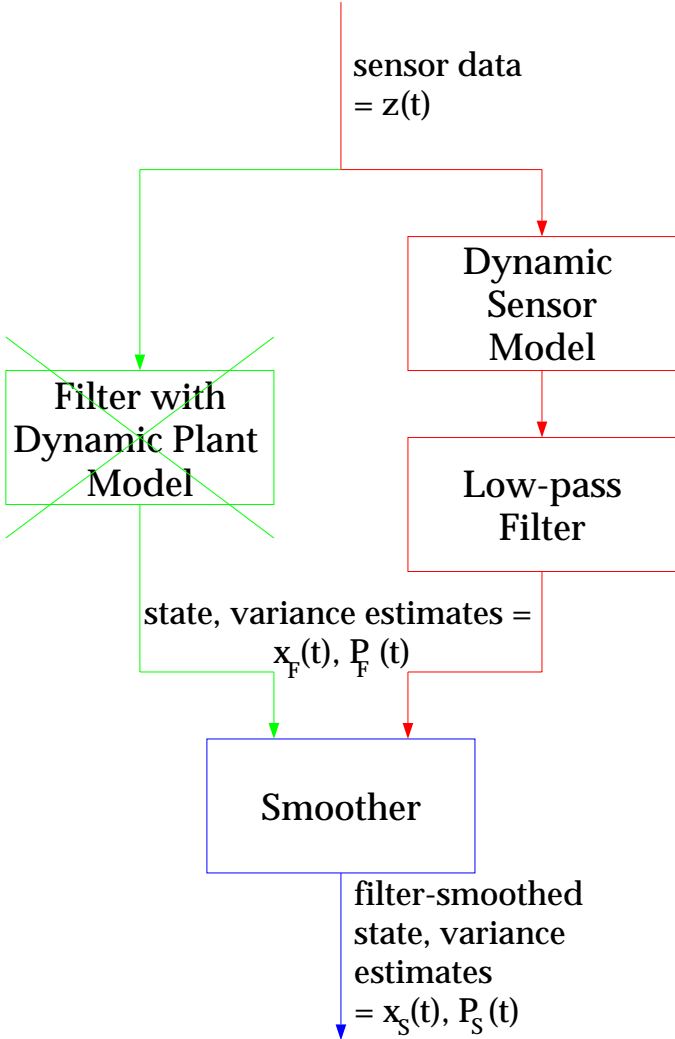 sensor data
= z(t)
Dynamic
Sensor
Model
Filter with
Dynamic Plant
Model
Low-pass
Filter
state, variance estimates =
x_F(t), P_F(t)
Smoother
filter-smoothed
state, variance
estimates
= x_S(t), P_S(t)